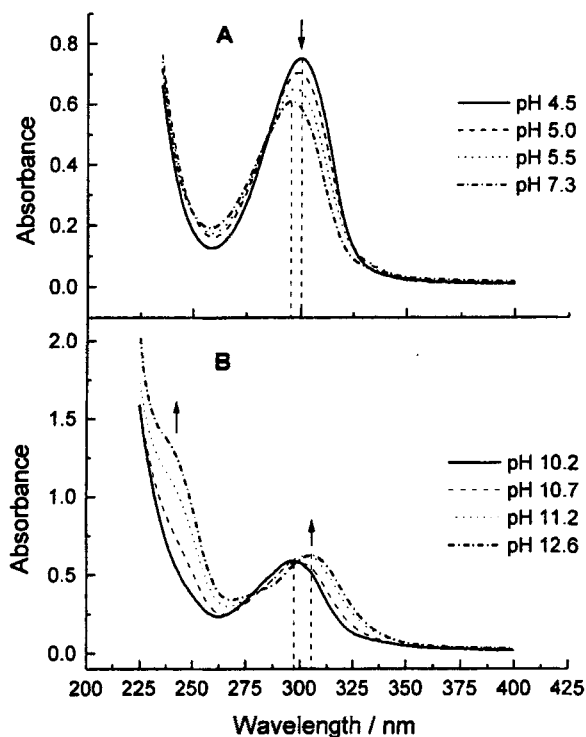 A
0.8
0.6
0.4
0.2
0.0
Absorbance
pH 4.5
pH 5.0
pH 5.5
pH 7.3
B
2.0
1.5
1.0
0.5
0.0
Absorbance
pH 10.2
pH 10.7
pH 11.2
pH 12.6
200 225 250 275 300 325 350 375 400 425
Wavelength / nm